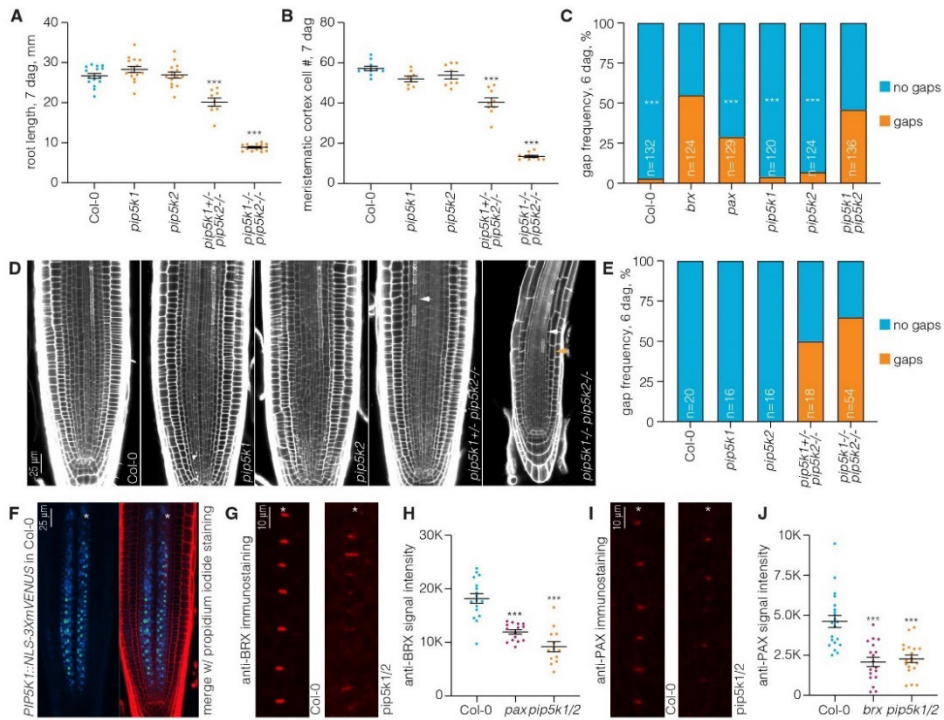 A
root length, 7 dag, mm
40
30
20
10
0
Col-0
pip5k1
pip5k2
pip5k1+/-
pip5k2-/-
pip5k1-/-
pip5k2-/-
***
***
B
meristematic cortex cell #, 7 dag
80
60
40
20
0
Col-0
pip5k1
pip5k2
pip5k1+/-
pip5k2-/-
pip5k1-/-
pip5k2-/-
***
***
C
gap frequency, 6 dag, %
100
75
50
25
0
***
***
***
***
n=132
n=124
n=129
n=120
n=124
n=136
Col-0
brx
pax
pip5k1
pip5k2
pip5k1
pip5k2
no gaps
gaps
D
25 µm
Col-0
pip5k1
pip5k2
pip5k1+/- pip5k2-/-
pip5k1-/- pip5k2-/-
E
gap frequency, 6 dag, %
100
75
50
25
0
n=20
n=16
n=16
n=18
n=54
Col-0
pip5k1
pip5k2
pip5k1+/-
pip5k2-/-
pip5k1-/-
pip5k2-/-
no gaps
gaps
F
PIP5K1::NLS-3XmVENUS in Col-0
25 µm
*
*
merge w/ propidium iodide staining
G
anti-BRX immunostaining
10 µm
*
*
Col-0
pip5k1/2
H
anti-BRX signal intensity
30K
20K
10K
0
***
***
Col-0
pax
pip5k1/2
I
anti-PAX immunostaining
10 µm
*
*
Col-0
pip5k1/2
J
anti-PAX signal intensity
10K
7.5K
5.0K
2.5K
0
***
***
Col-0
brx
pip5k1/2